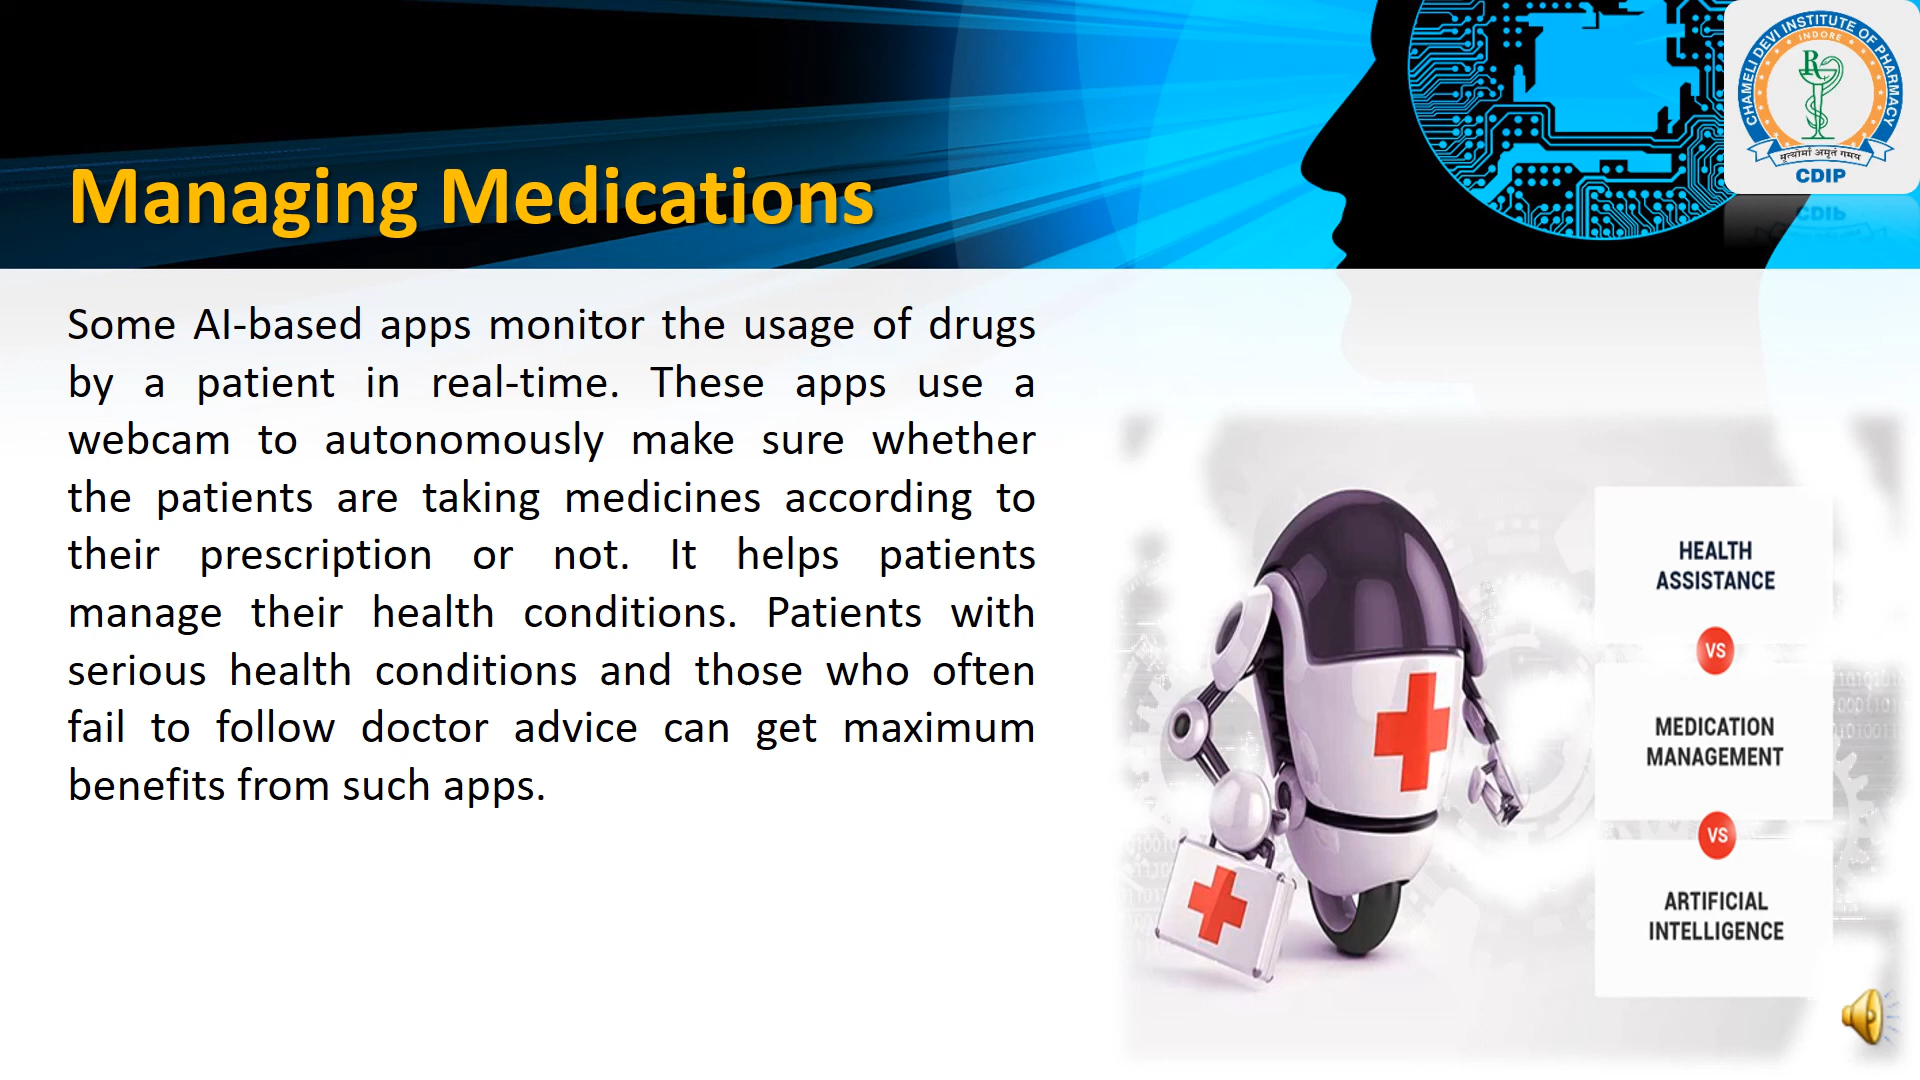 CHAMELI DEVI INSTITUTE OF PHARMACY
INDORE
मृत्योर्मा अमृतं गमय
CDIP
Managing Medications
Some AI-based apps monitor the usage of drugs
by a patient in real-time. These apps use a
webcam to autonomously make sure whether
the patients are taking medicines according to
their prescription or not. It helps patients
manage their health conditions. Patients with
serious health conditions and those who often
fail to follow doctor advice can get maximum
benefits from such apps.
HEALTH
ASSISTANCE
VS
MEDICATION
MANAGEMENT
VS
ARTIFICIAL
INTELLIGENCE